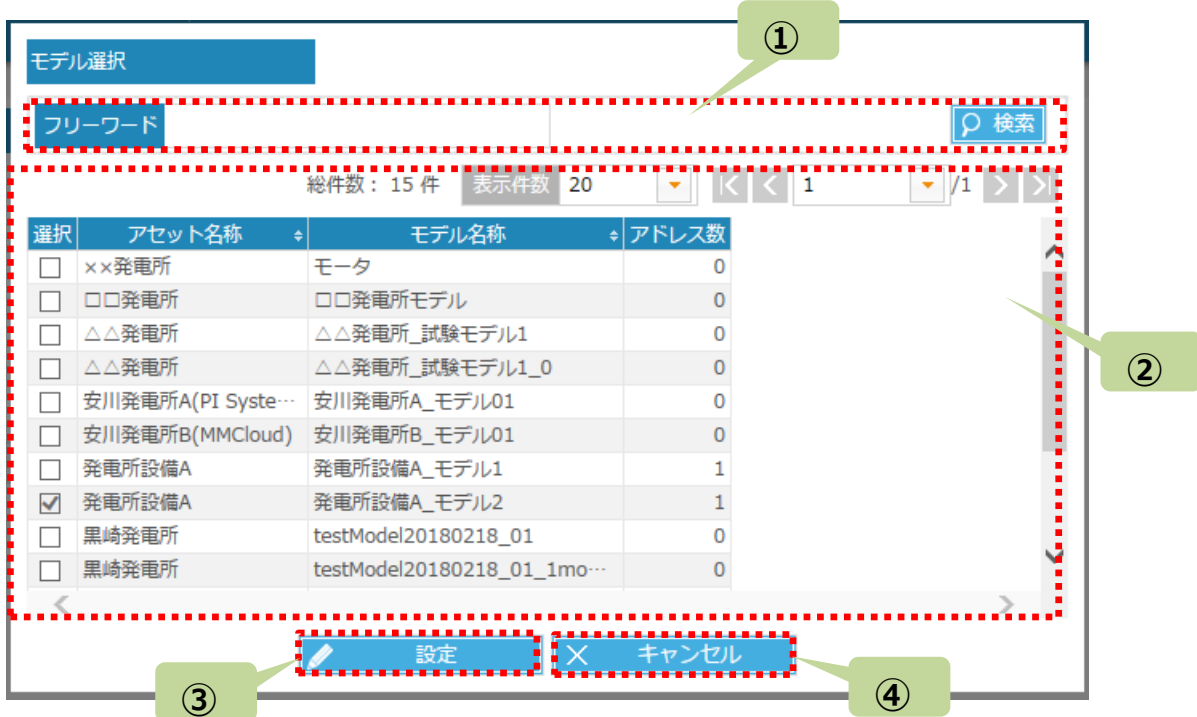 ①
モデル選択
フリーワード 検索
総件数： 15 件 表示件数 20 1 /1
選択 アセット名称 モデル名称 アドレス数
××発電所 モータ 0
□□発電所 □□発電所モデル 0
△△発電所 △△発電所_試験モデル1 0
△△発電所 △△発電所_試験モデル1_0 0
②
安川発電所A(PI Syste… 安川発電所A_モデル01 0
安川発電所B(MMCloud) 安川発電所B_モデル01 0
発電所設備A 発電所設備A_モデル1 1
発電所設備A 発電所設備A_モデル2 1
黒崎発電所 testModel20180218_01 0
黒崎発電所 testModel20180218_01_1mo… 0
設定 キャンセル
③ ④